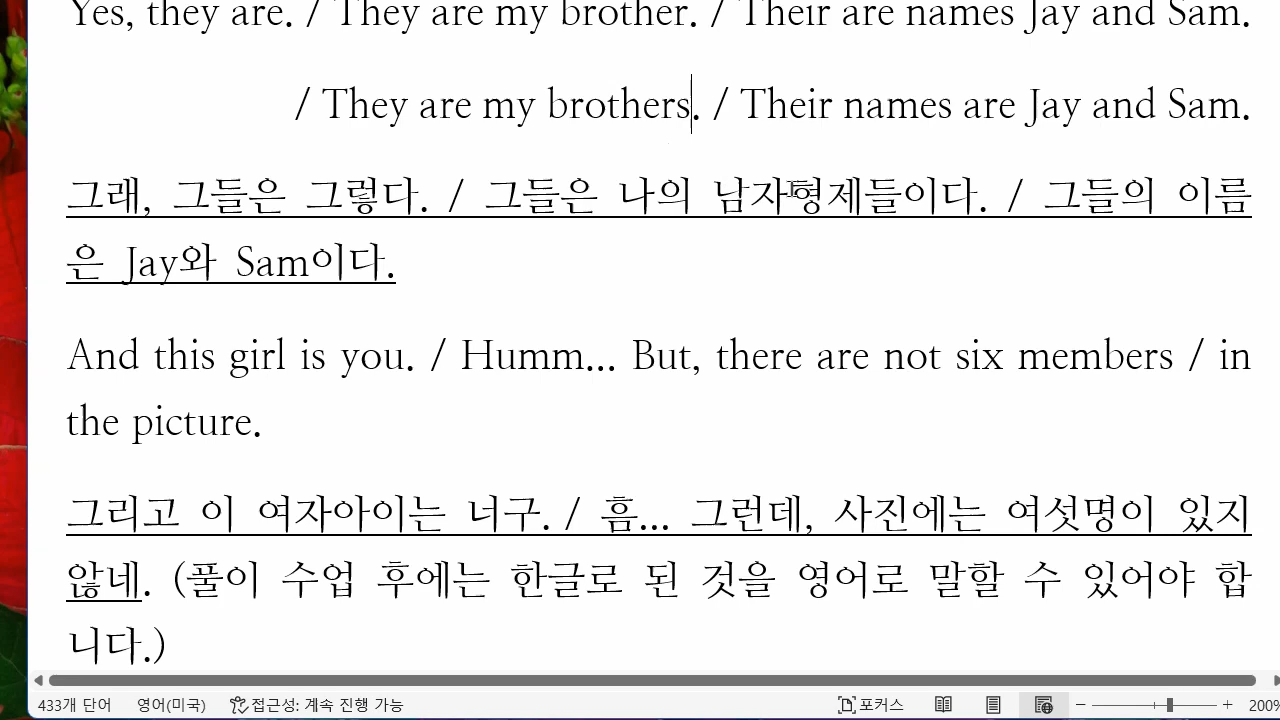 Yes, they are. / They are my brother. / Their are names Jay and Sam.
/ They are my brothers. / Their names are Jay and Sam.
그래, 그들은 그렇다. / 그들은 나의 남자형제들이다. / 그들의 이름
은 Jay와 Sam이다.
And this girl is you. / Humm... But, there are not six members / in
the picture.
그리고 이 여자아이는 너구. / 흠... 그런데, 사진에는 여섯명이 있지
않네. (풀이 수업 후에는 한글로 된 것을 영어로 말할 수 있어야 합
니다.)
433개 단어 영어(미국) 접근성: 계속 진행 가능 포커스 200%